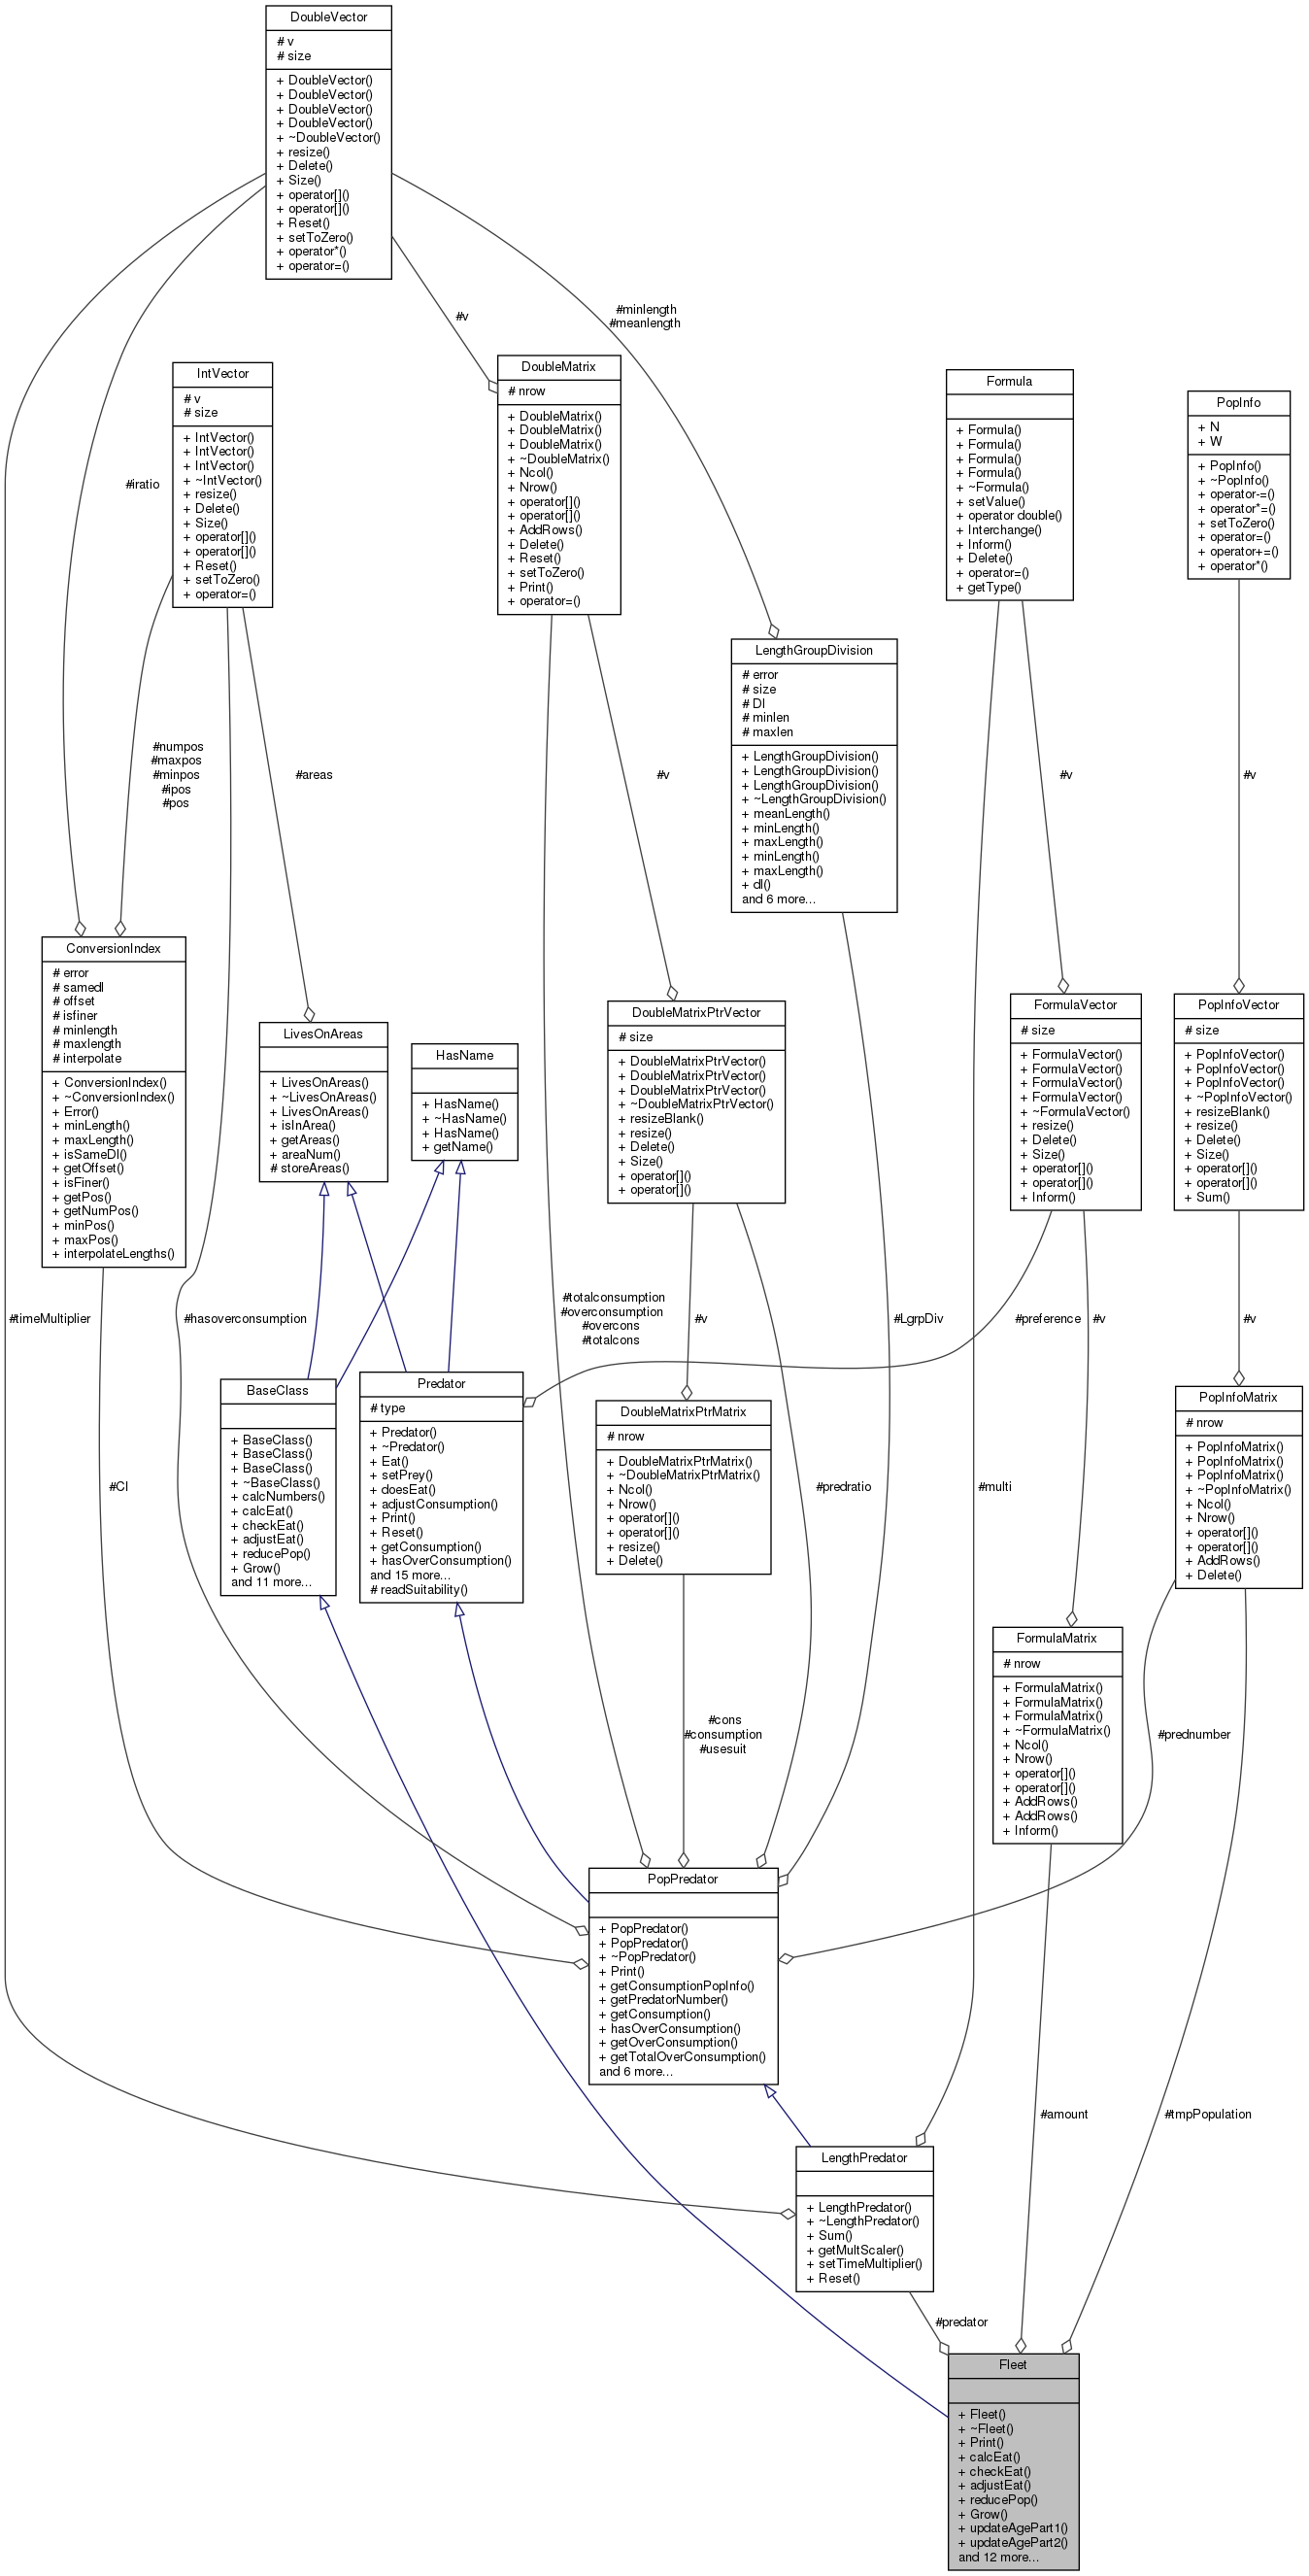 DoubleVector
# v
# size
+ DoubleVector()
+ DoubleVector()
+ DoubleVector()
+ DoubleVector()
+ ~DoubleVector()
+ resize()
+ Delete()
+ Size()
+ operator[]()
+ operator[]()
+ Reset()
+ setToZero()
+ operator*()
+ operator=()
#minlength
#meanlength
#v
IntVector
# v
# size
+ IntVector()
+ IntVector()
+ IntVector()
+ ~IntVector()
+ resize()
+ Delete()
+ Size()
+ operator[]()
+ operator[]()
+ Reset()
+ setToZero()
+ operator=()
DoubleMatrix
# nrow
+ DoubleMatrix()
+ DoubleMatrix()
+ DoubleMatrix()
+ ~DoubleMatrix()
+ Ncol()
+ Nrow()
+ operator[]()
+ operator[]()
+ AddRows()
+ Delete()
+ Reset()
+ setToZero()
+ Print()
+ operator=()
Formula
+ Formula()
+ Formula()
+ Formula()
+ Formula()
+ ~Formula()
+ setValue()
+ operator double()
+ Interchange()
+ Inform()
+ Delete()
+ operator=()
+ getType()
PopInfo
+ N
+ W
+ PopInfo()
+ ~PopInfo()
+ operator-=()
+ operator*=()
+ setToZero()
+ operator=()
+ operator+=()
+ operator*()
#iratio
LengthGroupDivision
# error
# size
# Dl
# minlen
# maxlen
+ LengthGroupDivision()
+ LengthGroupDivision()
+ LengthGroupDivision()
+ ~LengthGroupDivision()
+ meanLength()
+ minLength()
+ maxLength()
+ minLength()
+ maxLength()
+ dl()
and 6 more...
#numpos
#maxpos
#minpos
#ipos
#pos
#areas
#v
#v
#v
ConversionIndex
# error
# samedl
# offset
# isfiner
# minlength
# maxlength
# interpolate
+ ConversionIndex()
+ ~ConversionIndex()
+ Error()
+ minLength()
+ maxLength()
+ isSameDl()
+ getOffset()
+ isFiner()
+ getPos()
+ getNumPos()
+ minPos()
+ maxPos()
+ interpolateLengths()
LivesOnAreas
+ LivesOnAreas()
+ ~LivesOnAreas()
+ LivesOnAreas()
+ isInArea()
+ getAreas()
+ areaNum()
# storeAreas()
HasName
+ HasName()
+ ~HasName()
+ HasName()
+ getName()
DoubleMatrixPtrVector
# size
+ DoubleMatrixPtrVector()
+ DoubleMatrixPtrVector()
+ DoubleMatrixPtrVector()
+ ~DoubleMatrixPtrVector()
+ resizeBlank()
+ resize()
+ Delete()
+ Size()
+ operator[]()
+ operator[]()
FormulaVector
# size
+ FormulaVector()
+ FormulaVector()
+ FormulaVector()
+ FormulaVector()
+ ~FormulaVector()
+ resize()
+ Delete()
+ Size()
+ operator[]()
+ operator[]()
+ Inform()
PopInfoVector
# size
+ PopInfoVector()
+ PopInfoVector()
+ PopInfoVector()
+ ~PopInfoVector()
+ resizeBlank()
+ resize()
+ Delete()
+ Size()
+ operator[]()
+ operator[]()
+ Sum()
#timeMultiplier
#hasoverconsumption
#totalconsumption
#overconsumption
#overcons
#totalcons
#v
#LgrpDiv
#preference
#v
#v
BaseClass
+ BaseClass()
+ BaseClass()
+ BaseClass()
+ ~BaseClass()
+ calcNumbers()
+ calcEat()
+ checkEat()
+ adjustEat()
+ reducePop()
+ Grow()
and 11 more...
Predator
# type
+ Predator()
+ ~Predator()
+ Eat()
+ setPrey()
+ doesEat()
+ adjustConsumption()
+ Print()
+ Reset()
+ getConsumption()
+ hasOverConsumption()
and 15 more...
# readSuitability()
DoubleMatrixPtrMatrix
# nrow
+ DoubleMatrixPtrMatrix()
+ ~DoubleMatrixPtrMatrix()
+ Ncol()
+ Nrow()
+ operator[]()
+ operator[]()
+ resize()
+ Delete()
PopInfoMatrix
# nrow
+ PopInfoMatrix()
+ PopInfoMatrix()
+ PopInfoMatrix()
+ ~PopInfoMatrix()
+ Ncol()
+ Nrow()
+ operator[]()
+ operator[]()
+ AddRows()
+ Delete()
#CI
#predratio
#multi
FormulaMatrix
# nrow
+ FormulaMatrix()
+ FormulaMatrix()
+ FormulaMatrix()
+ ~FormulaMatrix()
+ Ncol()
+ Nrow()
+ operator[]()
+ operator[]()
+ AddRows()
+ AddRows()
+ Inform()
#cons
#consumption
#usesuit
#prednumber
PopPredator
+ PopPredator()
+ PopPredator()
+ ~PopPredator()
+ Print()
+ getConsumptionPopInfo()
+ getPredatorNumber()
+ getConsumption()
+ hasOverConsumption()
+ getOverConsumption()
+ getTotalOverConsumption()
and 6 more...
#amount
#tmpPopulation
LengthPredator
+ LengthPredator()
+ ~LengthPredator()
+ Sum()
+ getMultScaler()
+ setTimeMultiplier()
+ Reset()
#predator
Fleet
+ Fleet()
+ ~Fleet()
+ Print()
+ calcEat()
+ checkEat()
+ adjustEat()
+ reducePop()
+ Grow()
+ updateAgePart1()
+ updateAgePart2()
and 12 more...